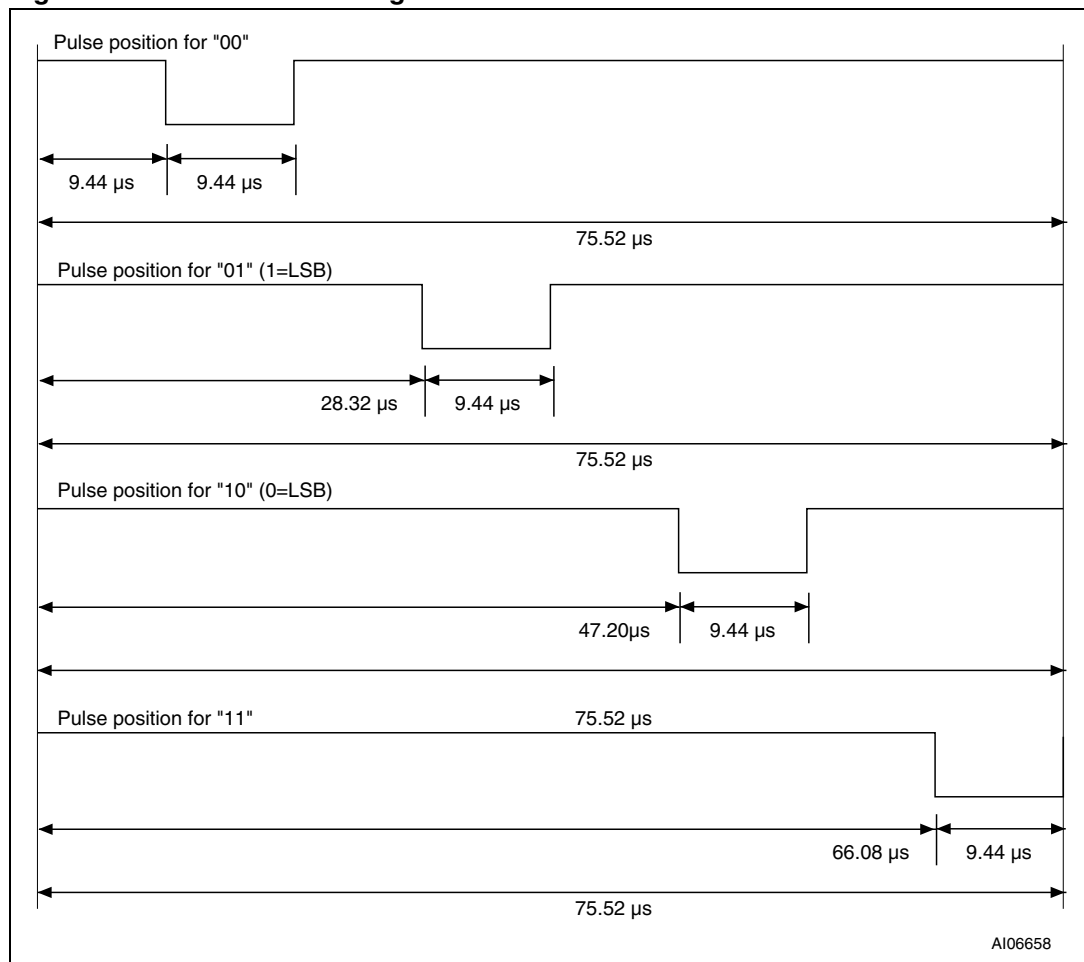 Pulse position for "00"
9.44 µs 9.44 µs
75.52 µs
Pulse position for "01" (1=LSB)
28.32 µs 9.44 µs
75.52 µs
Pulse position for "10" (0=LSB)
47.20µs 9.44 µs
Pulse position for "11" 75.52 µs
66.08 µs 9.44 µs
75.52 µs
AI06658